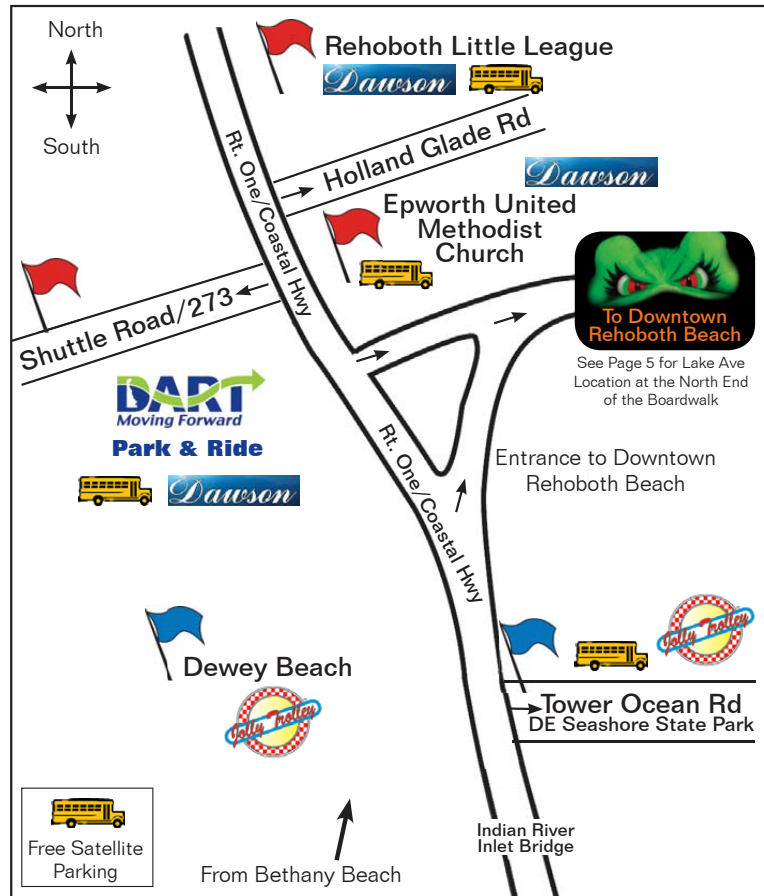 North
South
Rehoboth Little League
Dawson
Rt. One/Coastal Hwy
Holland Glade Rd
Dawson
Epworth United
Methodist
Church
Shuttle Road/273
To Downtown
Rehoboth Beach
See Page 5 for Lake Ave
Location at the North End
of the Boardwalk
DART
Moving Forward
Park & Ride
Dawson
Rt. One/Coastal Hwy
Entrance to Downtown
Rehoboth Beach
Dewey Beach
Jolly Trolley
Jolly Trolley
Tower Ocean Rd
DE Seashore State Park
Free Satellite
Parking
From Bethany Beach
Indian River
Inlet Bridge